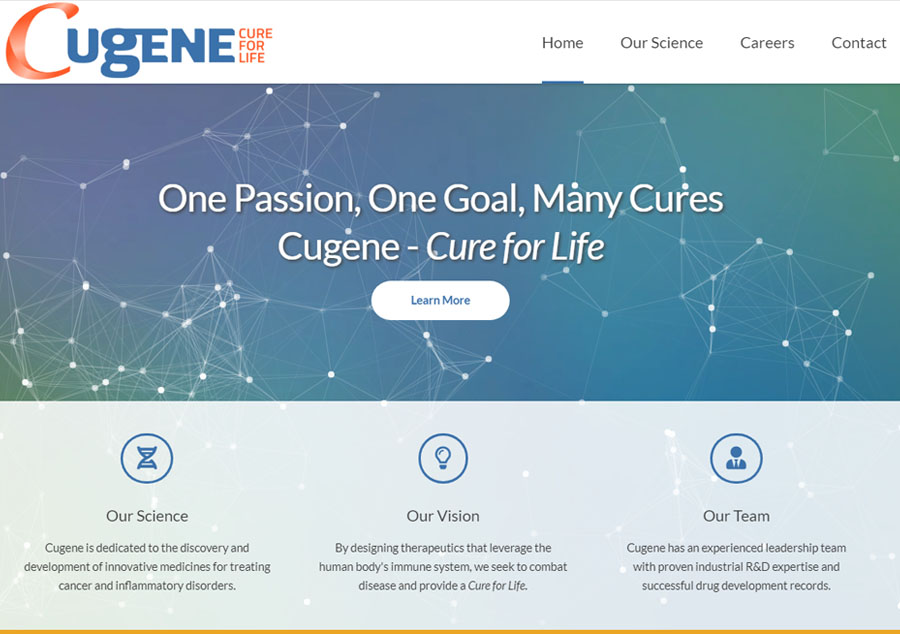 Cugene CURE
FOR
LIFE
Home Our Science Careers Contact
One Passion, One Goal, Many Cures
Cugene - Cure for Life
Learn More
Our Science
Cugene is dedicated to the discovery and
development of innovative medicines for treating
cancer and inflammatory disorders.
Our Vision
By designing therapeutics that leverage the
human body's immune system, we seek to combat
disease and provide a Cure for Life.
Our Team
Cugene has an experienced leadership team
with proven industrial R&D expertise and
successful drug development records.